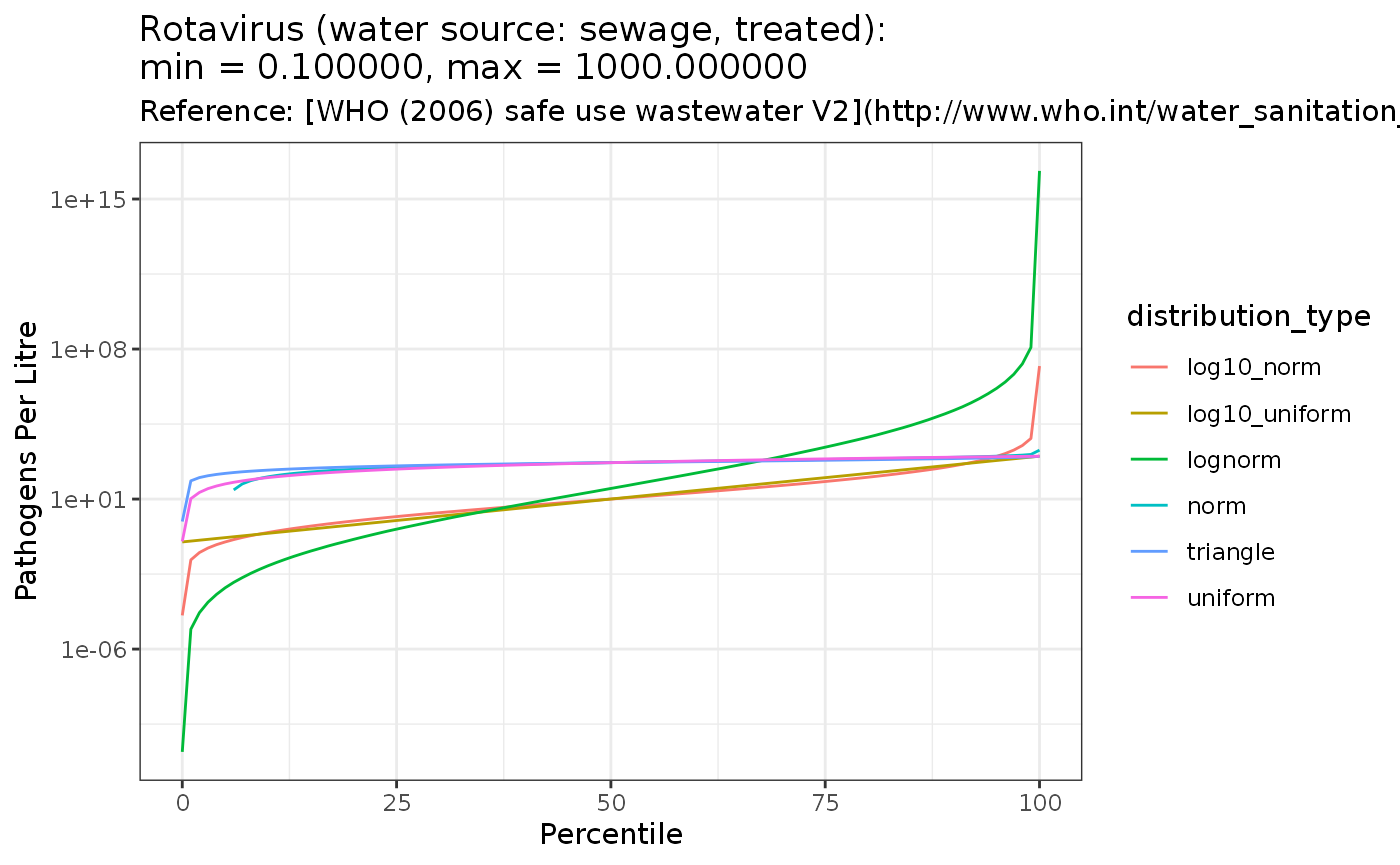 Rotavirus (water source: sewage, treated):
min = 0.100000, max = 1000.000000
Reference: [WHO (2006) safe use wastewater V2](http://www.who.int/water_sanitation_
1e+15
1e+08
1e+01
1e-06
Pathogens Per Litre
0 25 50 75 100
Percentile
distribution_type
log10_norm
log10_uniform
lognorm
norm
triangle
uniform